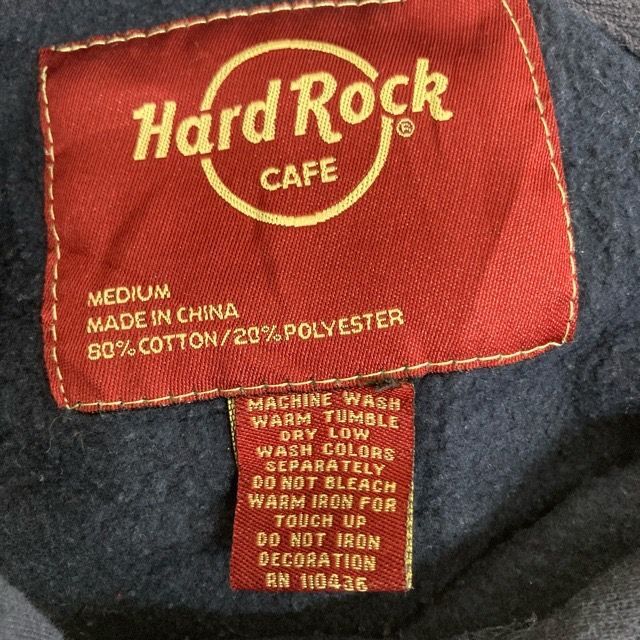 Hard Rock
®
CAFE
MEDIUM
MADE IN CHINA
80% COTTON/20% POLYESTER
MACHINE WASH
WARM TUMBLE
DRY LOW
WASH COLORS
SEPARATELY
DO NOT BLEACH
WARM IRON FOR
TOUCH UP
DO NOT IRON
DECORATION
RN 110436